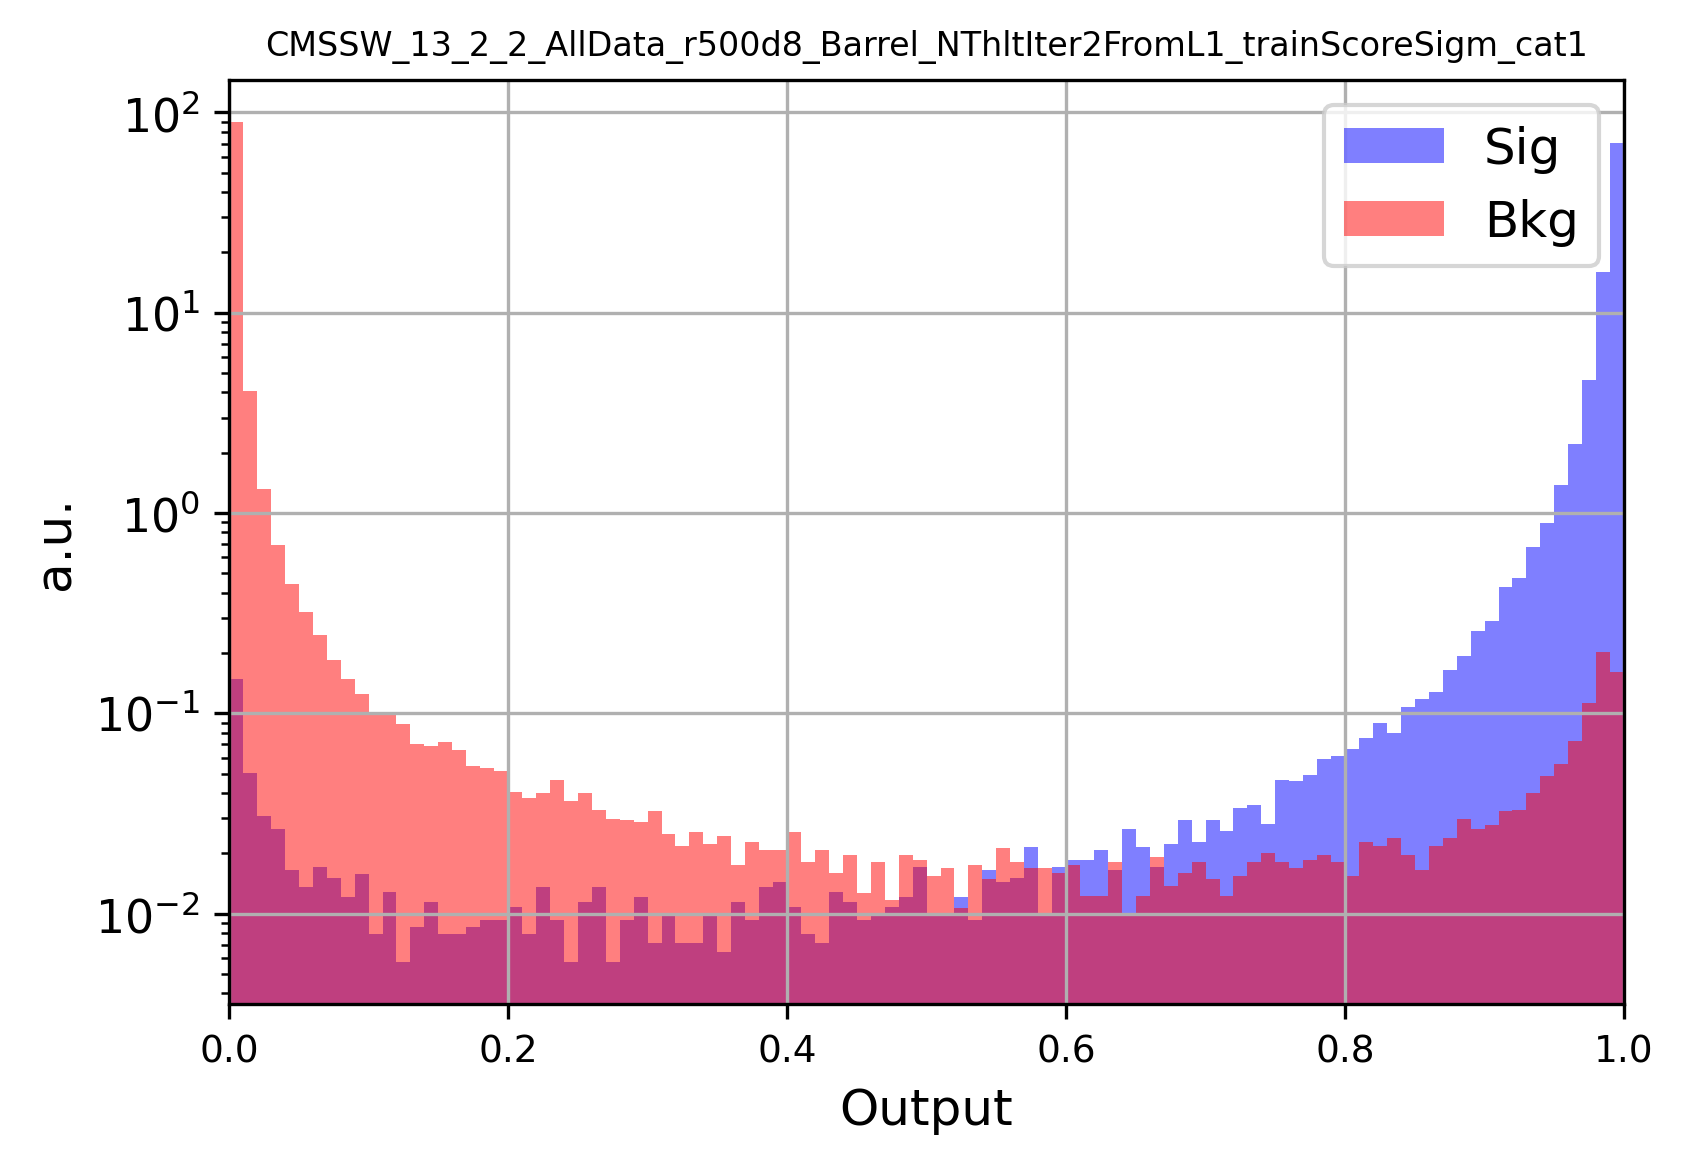 CMSSW_13_2_2_AllData_r500d8_Barrel_NThltIter2FromL1_trainScoreSigm_cat1
Sig
Bkg
10²
10¹
10⁰
10⁻¹
10⁻²
a.u.
0.0 0.2 0.4 0.6 0.8 1.0
Output